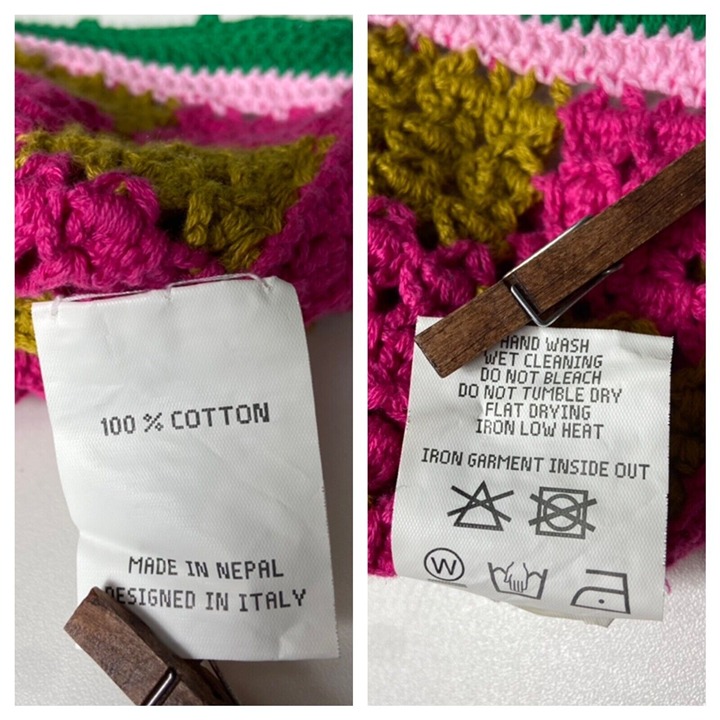 100 % COTTON
MADE IN NEPAL
DESIGNED IN ITALY
HAND WASH
WET CLEANING
DO NOT BLEACH
DO NOT TUMBLE DRY
FLAT DRYING
IRON LOW HEAT
IRON GARMENT INSIDE OUT
W